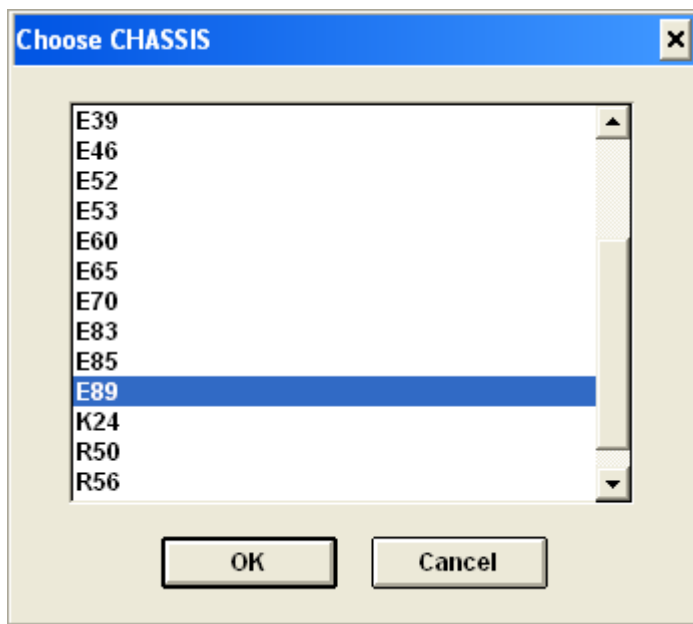 Choose CHASSIS
E39
E46
E52
E53
E60
E65
E70
E83
E85
E89
K24
R50
R56
OK
Cancel